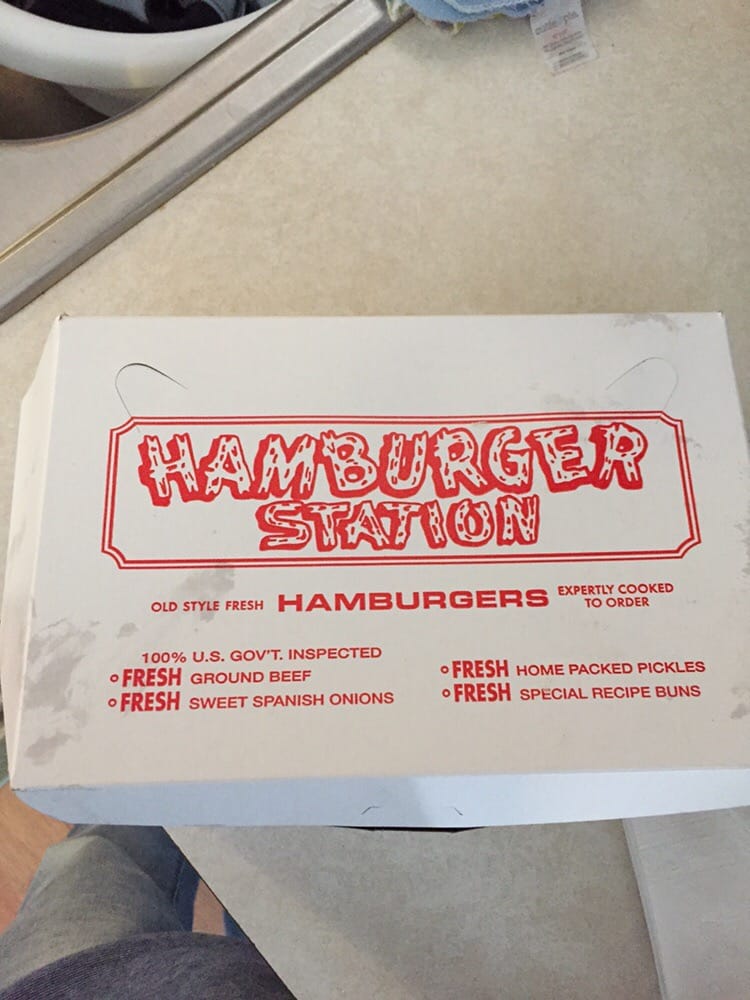 HAMBURGER
STATION
OLD STYLE FRESH HAMBURGERS EXPERTLY COOKED
TO ORDER
100% U.S. GOV'T. INSPECTED
FRESH GROUND BEEF
FRESH SWEET SPANISH ONIONS
FRESH HOME PACKED PICKLES
FRESH SPECIAL RECIPE BUNS